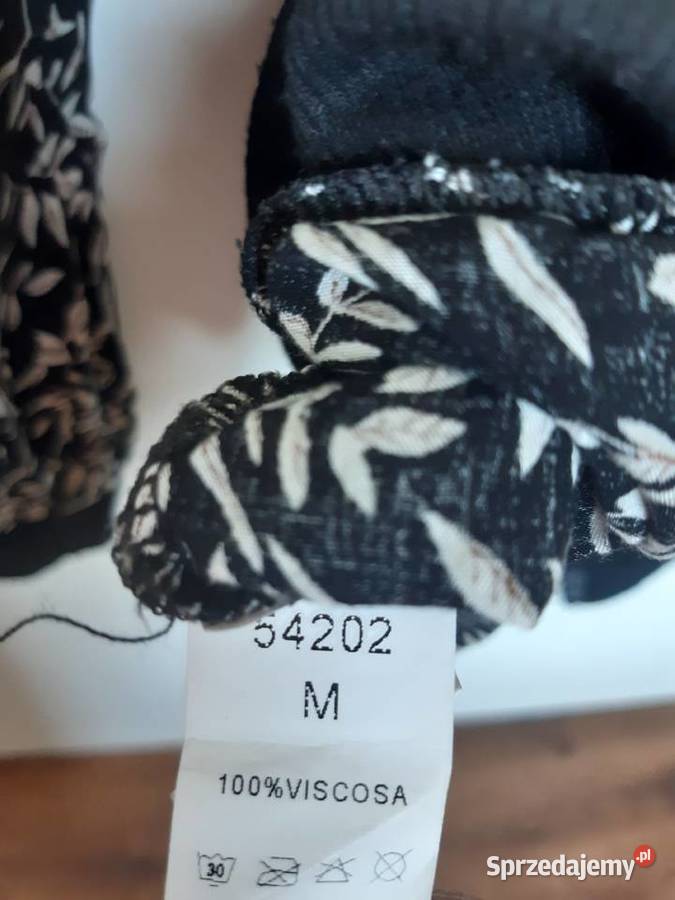 54202
M
100%VISCOSA
30
Sprzedajemy.pl